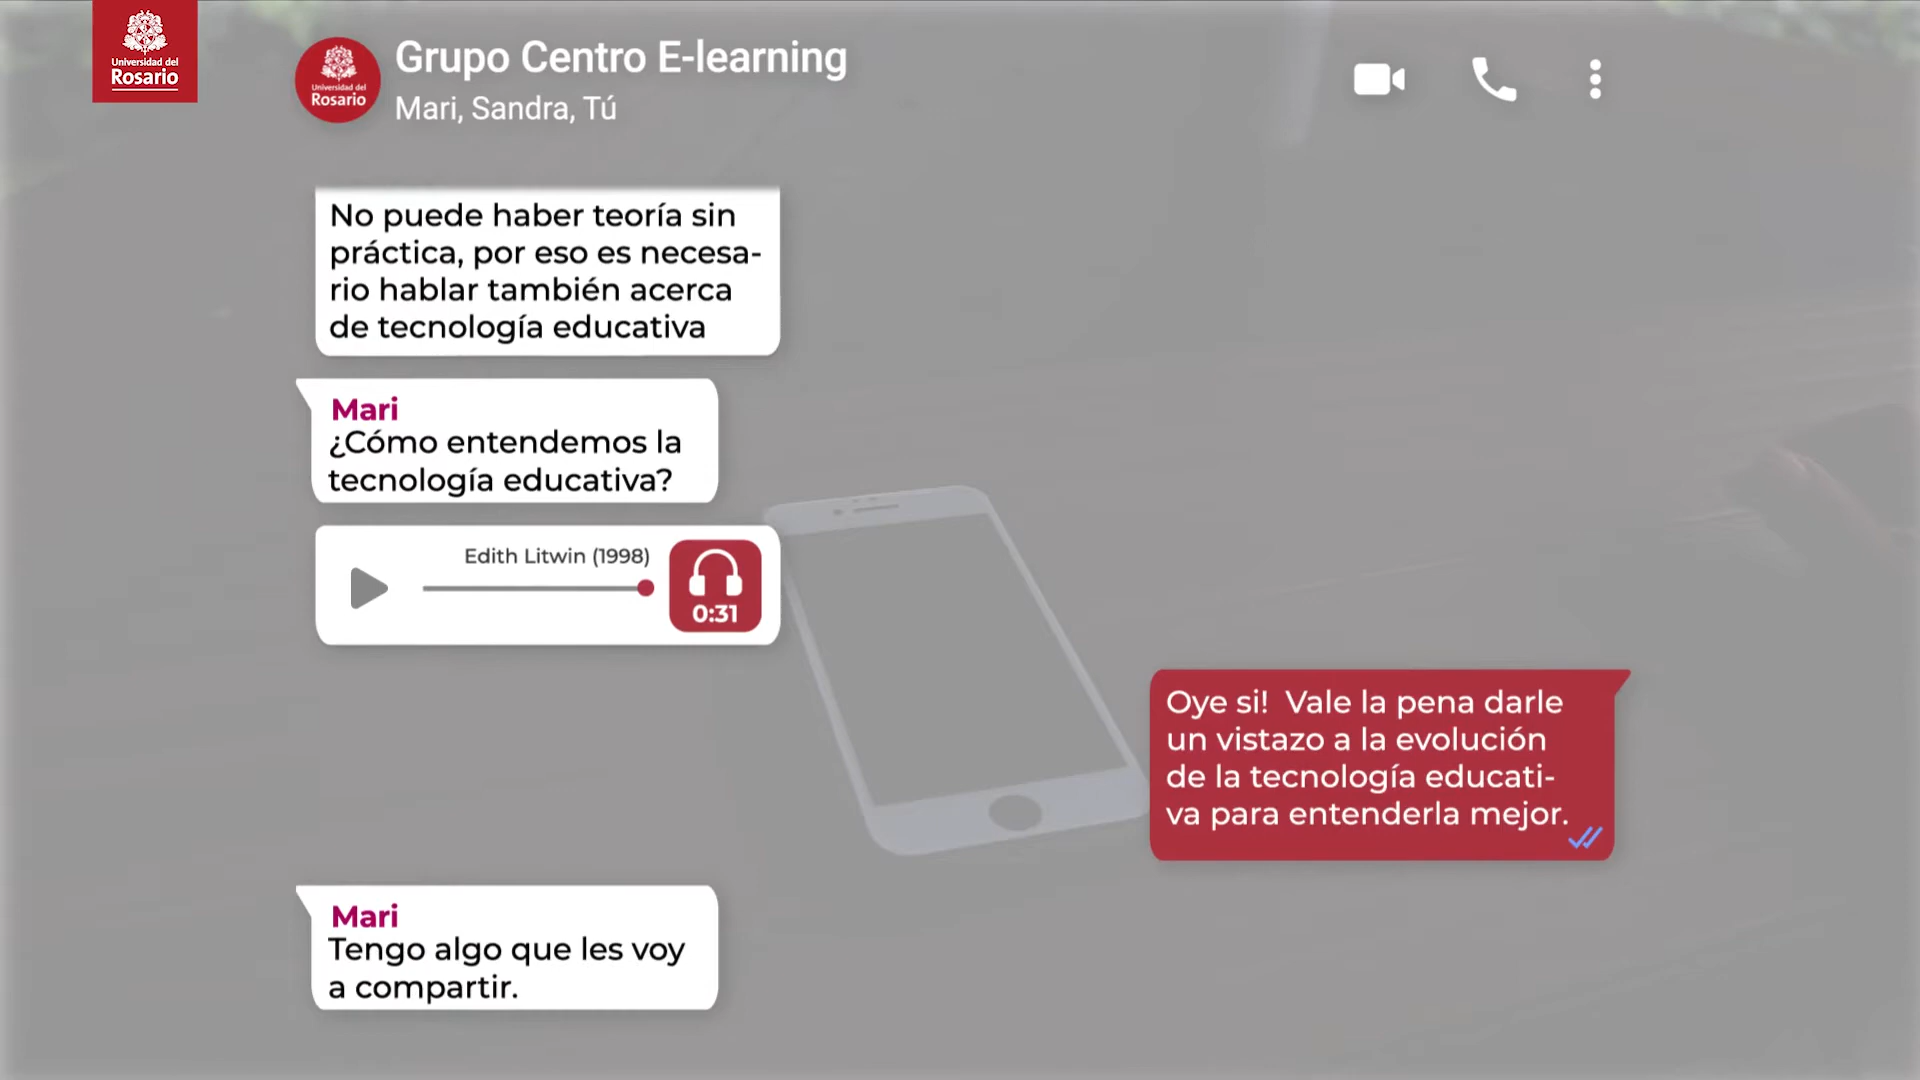 Universidad del
Rosario
Universidad del
Rosario
Grupo Centro E-learning
Mari, Sandra, Tú
No puede haber teoría sin
práctica, por eso es necesa-
rio hablar también acerca
de tecnología educativa
Mari
¿Cómo entendemos la
tecnología educativa?
Edith Litwin (1998)
0:31
Oye si!  Vale la pena darle
un vistazo a la evolución
de la tecnología educati-
va para entenderla mejor.
Mari
Tengo algo que les voy
a compartir.